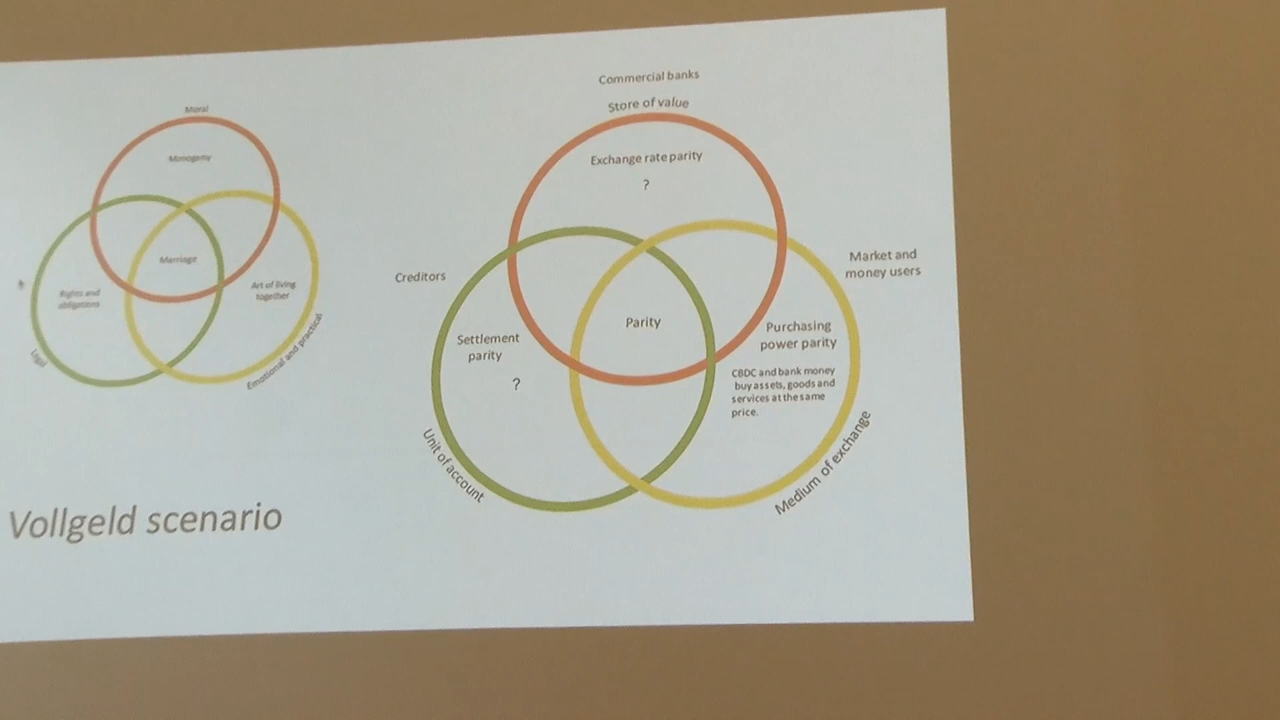 Moral
Monogamy
Marriage
Rights and
obligations
Art of living
together
Legal
Emotional and practical
Vollgeld scenario
Commercial banks
Store of value
Exchange rate parity
?
Creditors
Market and
money users
Parity
Settlement
parity
?
Purchasing
power parity
CBDC and bank money
buy assets, goods and
services at the same
price.
Unit of account
Medium of exchange